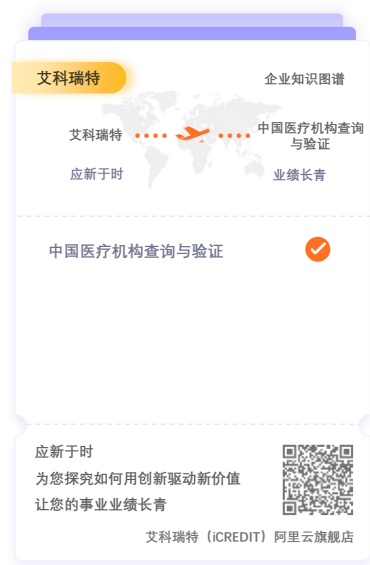 艾科瑞特
企业知识图谱
艾科瑞特
中国医疗机构查询
与验证
应新于时
业绩长青
中国医疗机构查询与验证
应新于时
为您探究如何用创新驱动新价值
让您的事业业绩长青
艾科瑞特（iCREDIT）阿里云旗舰店